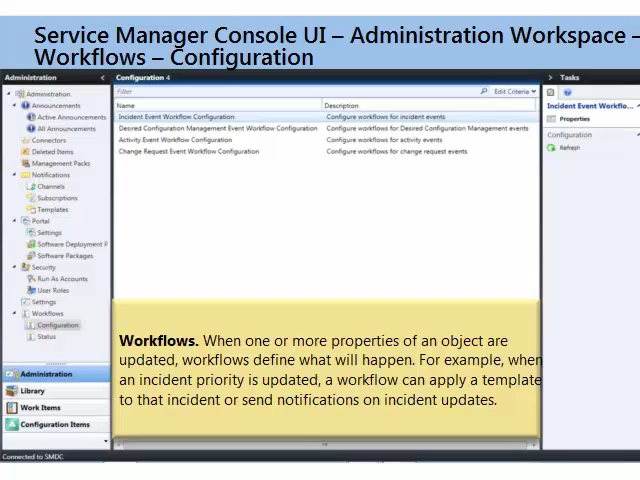 Service Manager Console UI – Administration Workspace –
Workflows – Configuration
Administration
Configuration 4
Tasks
Filter
Edit Criteria
Name
Description
Incident Event Workflow Configuration
Configure workflows for incident events
Desired Configuration Management Event Workflow Configuration
Configure workflows for Desired Configuration Management events
Activity Event Workflow Configuration
Configure workflows for activity events
Change Request Event Workflow Configuration
Configure workflows for change request events
Administration
Announcements
Active Announcements
All Announcements
Connectors
Deleted Items
Management Packs
Notifications
Channels
Subscriptions
Templates
Portal
Settings
Software Deployment P
Software Packages
Security
Run As Accounts
User Roles
Settings
Workflows
Configuration
Status
Administration
Library
Work Items
Configuration Items
Incident Event Workflo...
Properties
Configuration
Refresh
Workflows. When one or more properties of an object are
updated, workflows define what will happen. For example, when
an incident priority is updated, a workflow can apply a template
to that incident or send notifications on incident updates.
Connected to SMDC